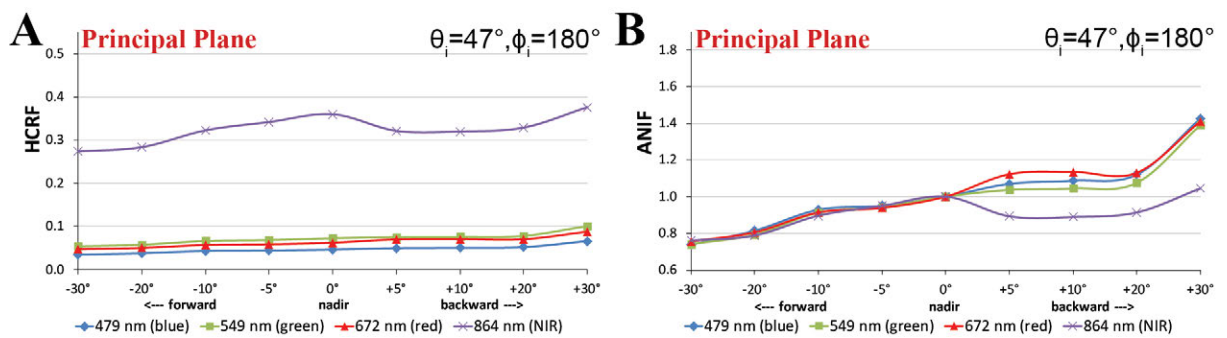 A
Principal Plane
θi=47°,ϕi=180°
HCRF
0.5
0.4
0.3
0.2
0.1
0.0
-30° -20° -10° -5° 0° +5° +10° +20° +30°
<--- forward nadir backward --->
479 nm (blue) 549 nm (green) 672 nm (red) 864 nm (NIR)
B
Principal Plane
θi=47°,ϕi=180°
ANIF
1.8
1.6
1.4
1.2
1.0
0.8
0.6
-30° -20° -10° -5° 0° +5° +10° +20° +30°
<--- forward nadir backward --->
479 nm (blue) 549 nm (green) 672 nm (red) 864 nm (NIR)